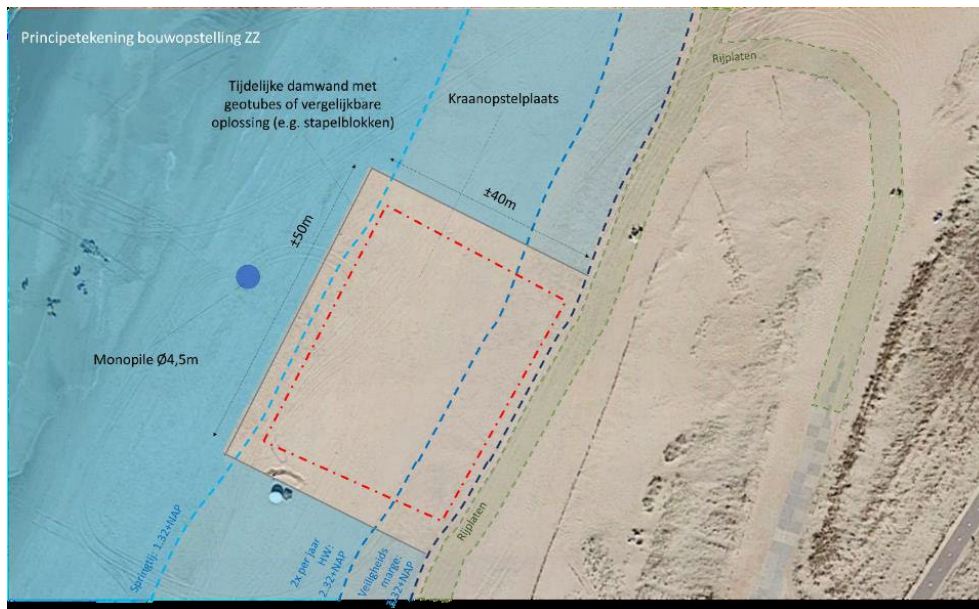 Principetekening bouwopstelling ZZ
Tijdelijke damwand met
geotubes of vergelijkbare
oplossing (e.g. stapelblokken)
Kraanopstelplaats
Rijplaten
±40m
±50m
Monopile Ø4,5m
Springtij: 1.32+NAP
2x per jaar
HW:
2.32+NAP
Veiligheids
marge:
3.32+NAP
Rijplaten